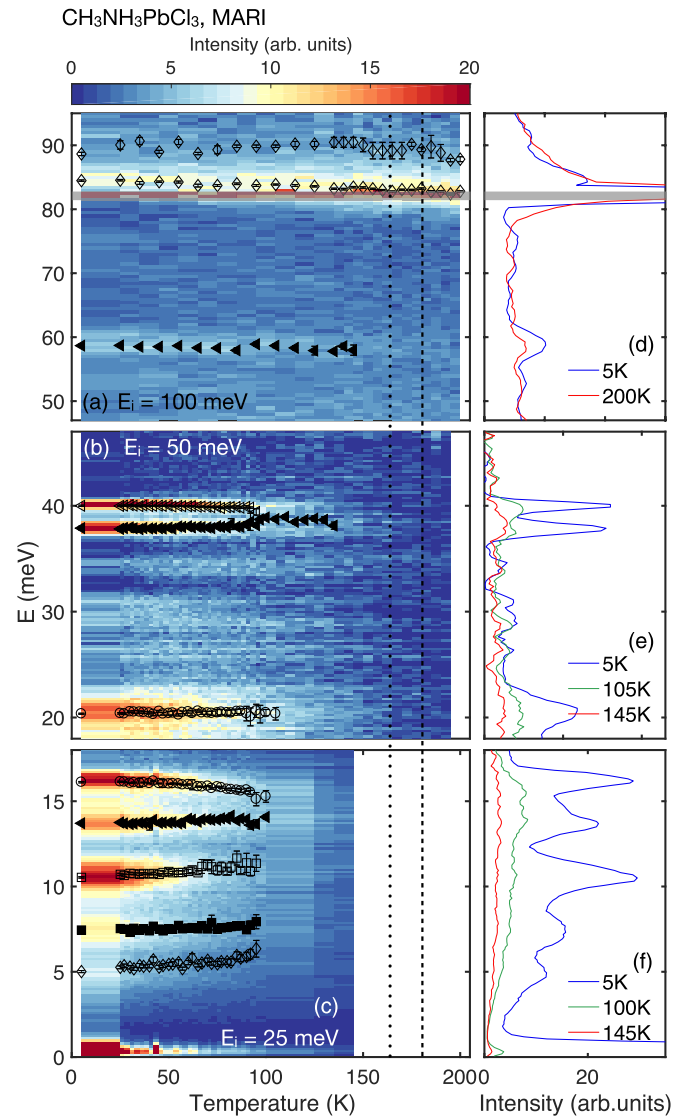 CH₃NH₃PbCl₃, MARI
Intensity (arb. units)
0 5 10 15 20
90
80
70
60
50
(a) Eᵢ = 100 meV
(d)
5K
200K
(b) Eᵢ = 50 meV
40
30
20
E (meV)
(e)
5K
105K
145K
15
10
5
0
(c)
Eᵢ = 25 meV
(f)
5K
100K
145K
0 50 100 150 200
0 20
Temperature (K)
Intensity (arb.units)